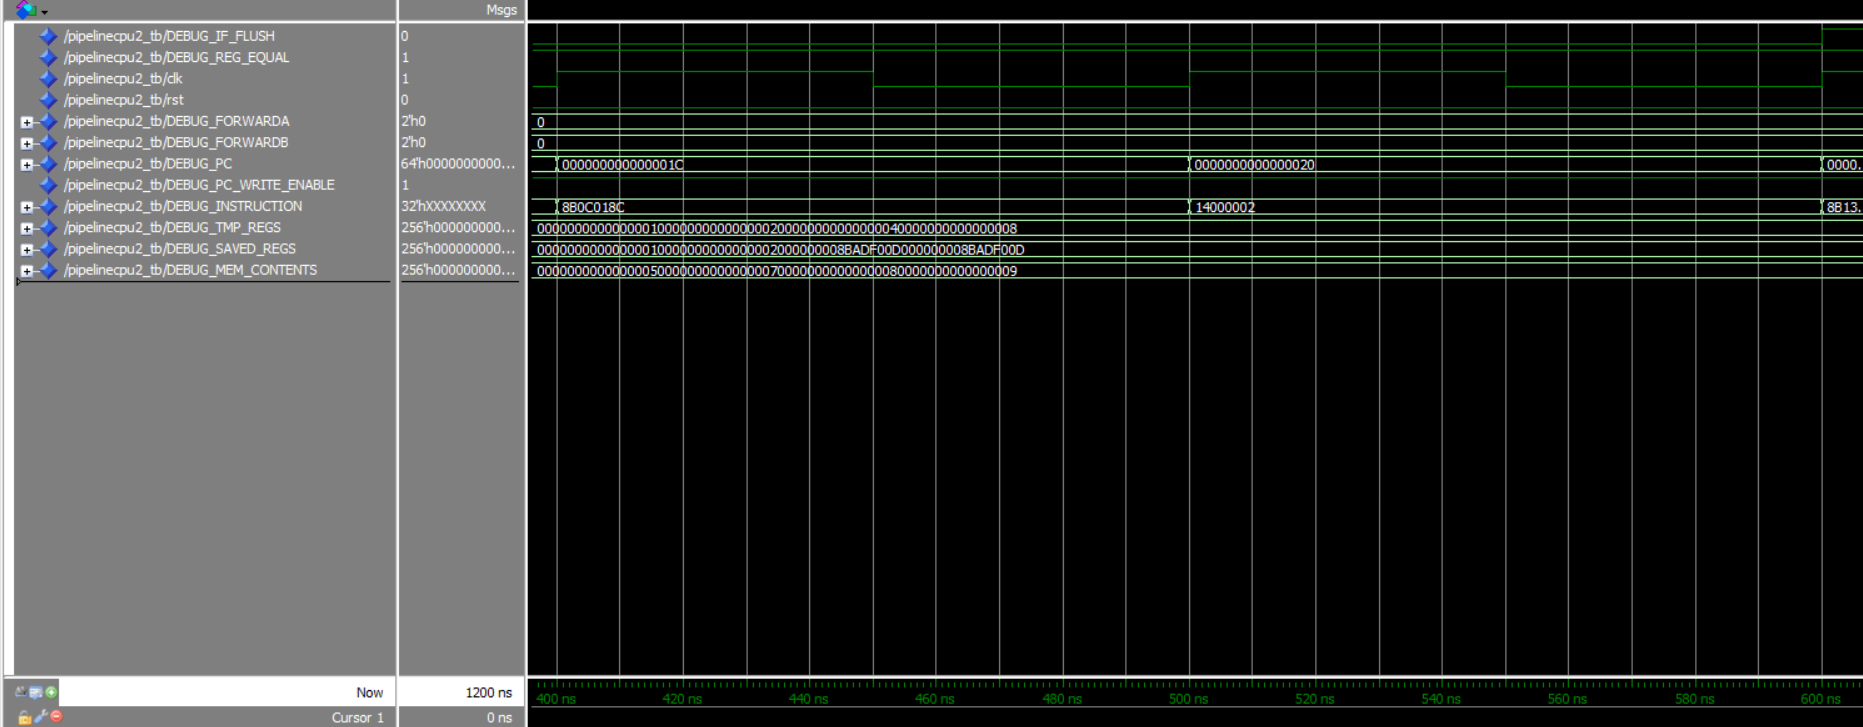 Msgs
/pipelinecpu2_tb/DEBUG_IF_FLUSH 0
/pipelinecpu2_tb/DEBUG_REG_EQUAL 1
/pipelinecpu2_tb/clk 1
/pipelinecpu2_tb/rst 0
/pipelinecpu2_tb/DEBUG_FORWARDA 2'h0 0
/pipelinecpu2_tb/DEBUG_FORWARDB 2'h0 0
/pipelinecpu2_tb/DEBUG_PC 64'h0000000000... 000000000000001C 0000000000000020 0000.
/pipelinecpu2_tb/DEBUG_PC_WRITE_ENABLE 1
/pipelinecpu2_tb/DEBUG_INSTRUCTION 32'hXXXXXXXX 8B0C018C 14000002 8B13.
/pipelinecpu2_tb/DEBUG_TMP_REGS 256'h000000000... 0000000000000001000000000000000200000000000000040000000000000008
/pipelinecpu2_tb/DEBUG_SAVED_REGS 256'h000000000... 00000000000000010000000000000002000000008BADF00D000000008BADF00D
/pipelinecpu2_tb/DEBUG_MEM_CONTENTS 256'h000000000... 0000000000000005000000000000000700000000000000080000000000000009
Now 1200 ns 400 ns 420 ns 440 ns 460 ns 480 ns 500 ns 520 ns 540 ns 560 ns 580 ns 600 ns
Cursor 1 0 ns